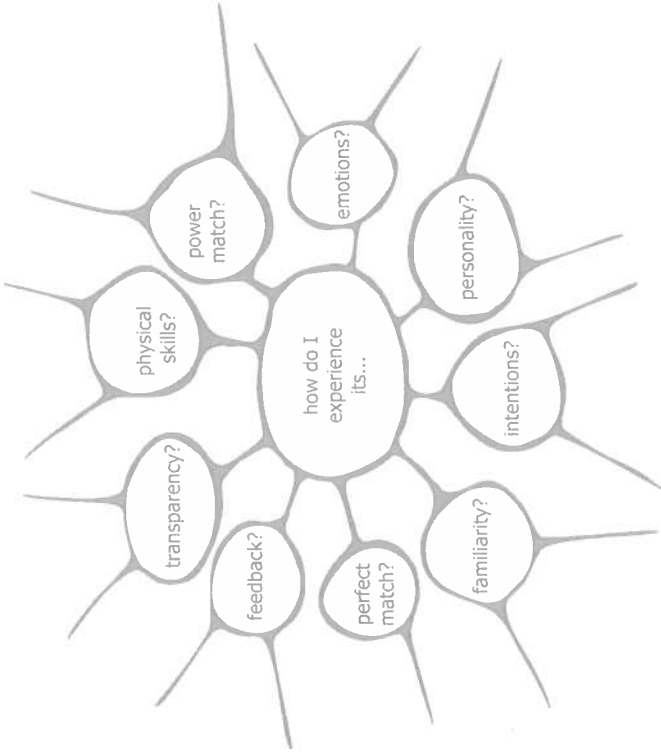 how do I
experience
its...
emotions?
personality?
intentions?
familiarity?
perfect
match?
feedback?
transparency?
physical
skills?
power
match?